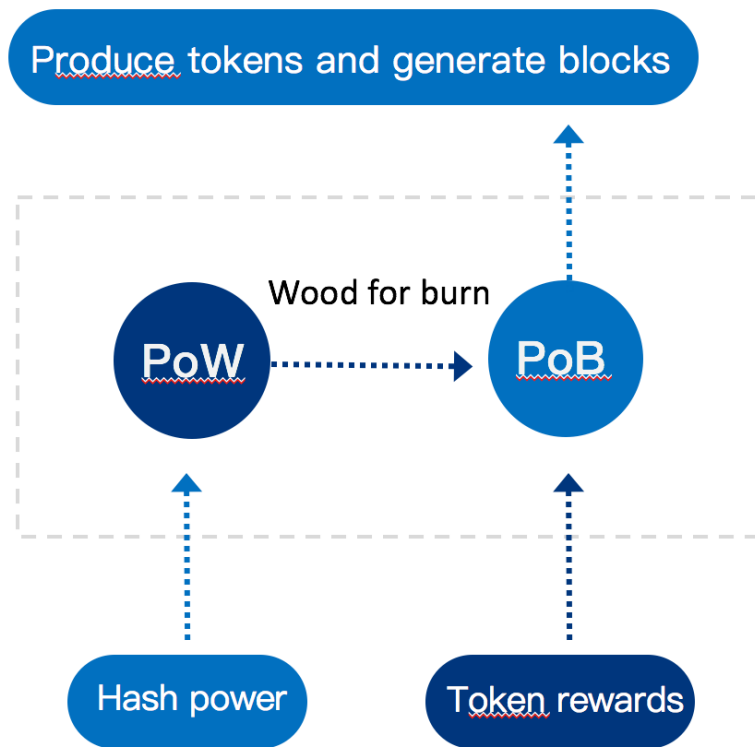 Produce tokens and generate blocks
Wood for burn
PoW
PoB
Hash power
Token rewards